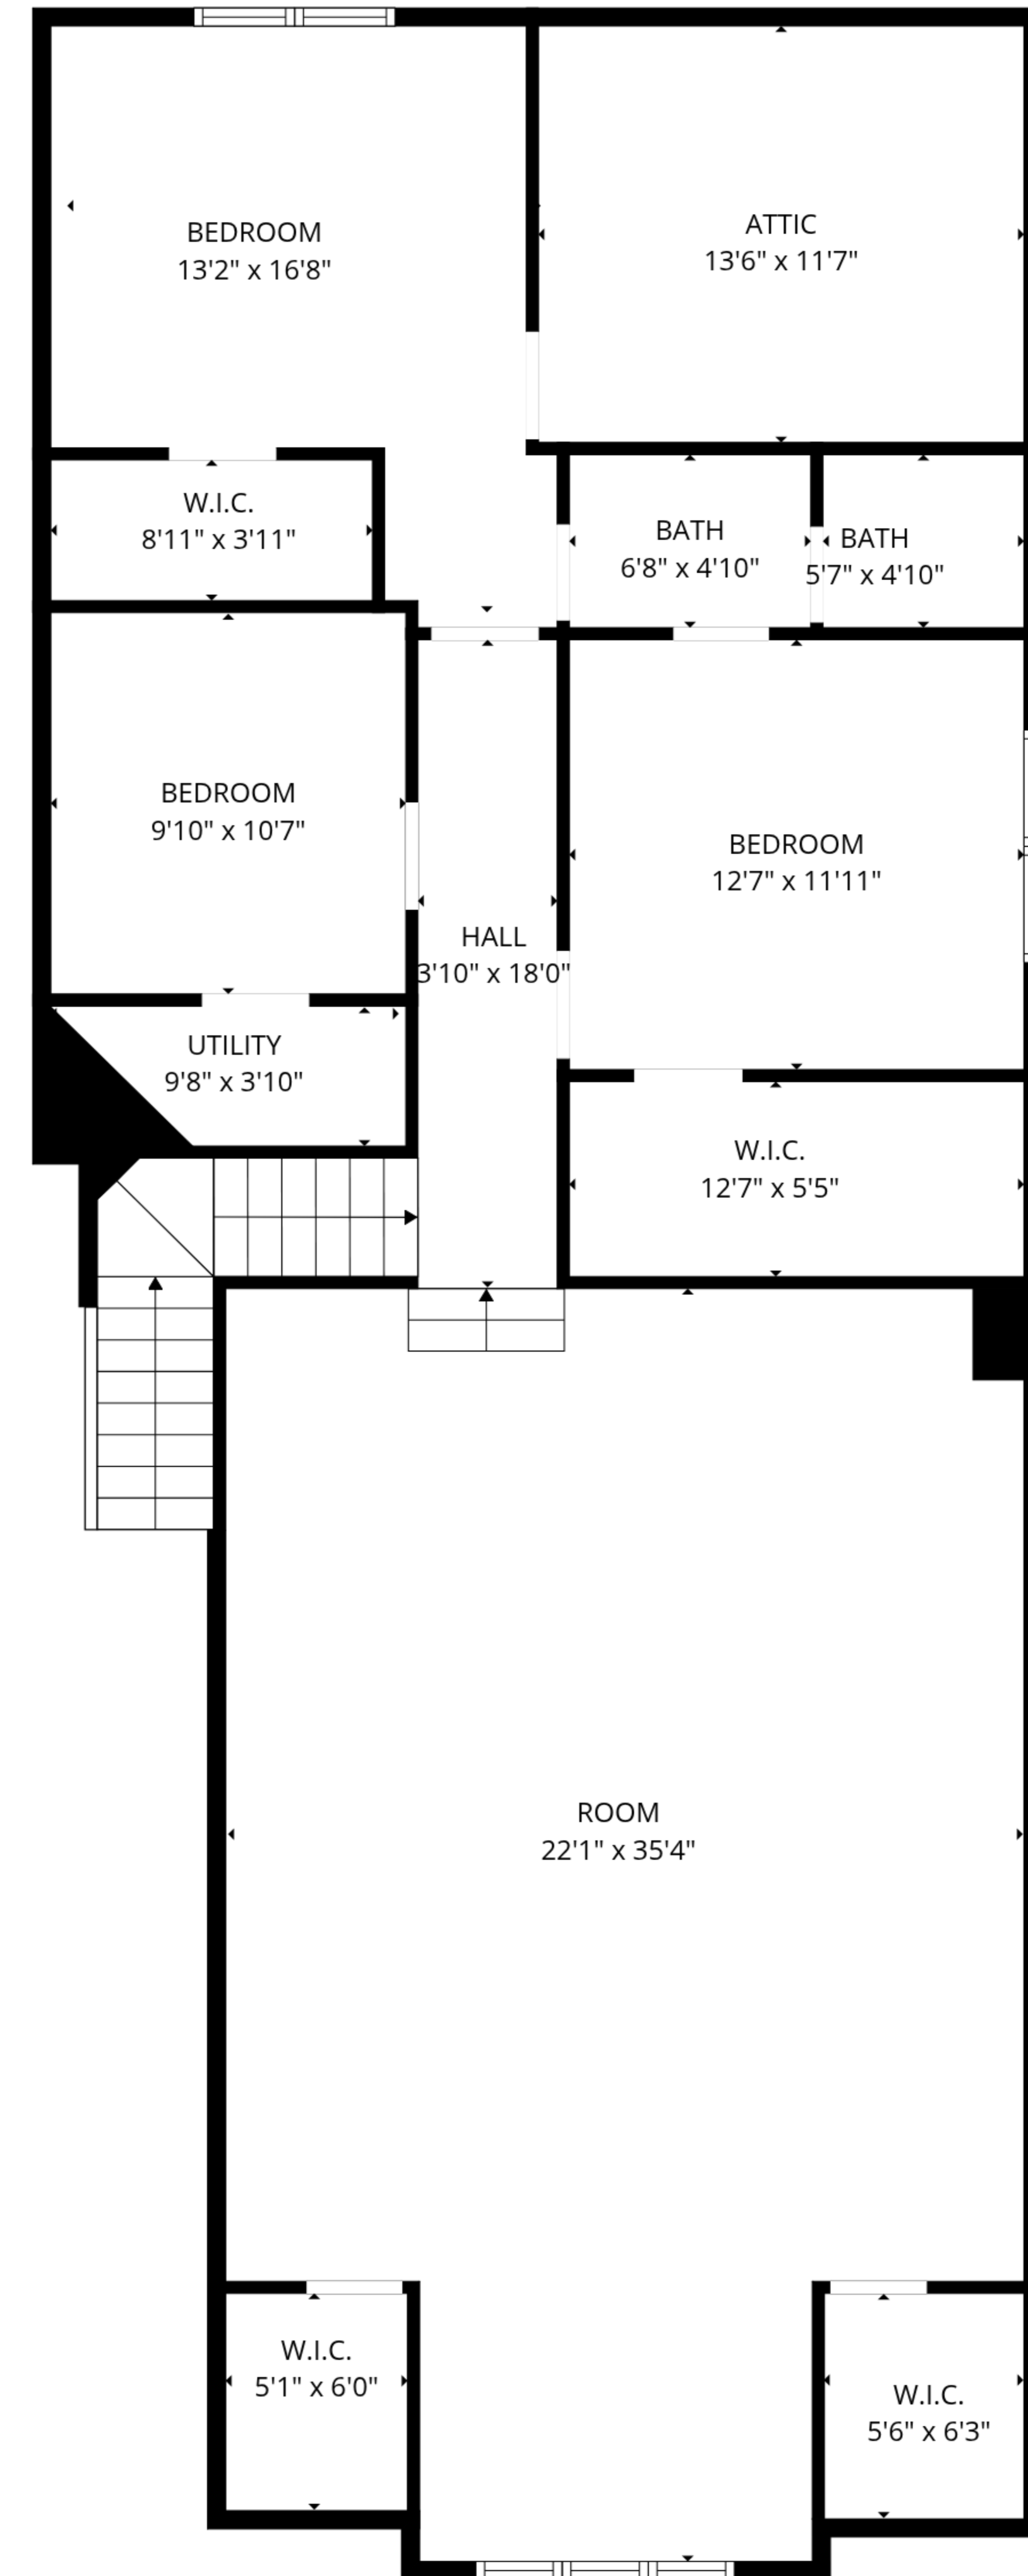 BEDROOM
13'2" x 16'8"
ATTIC
13'6" x 11'7"
W.I.C.
8'11" x 3'11"
BATH
6'8" x 4'10"
BATH
5'7" x 4'10"
BEDROOM
9'10" x 10'7"
BEDROOM
12'7" x 11'11"
HALL
3'10" x 18'0"
UTILITY
9'8" x 3'10"
W.I.C.
12'7" x 5'5"
ROOM
22'1" x 35'4"
W.I.C.
5'1" x 6'0"
W.I.C.
5'6" x 6'3"